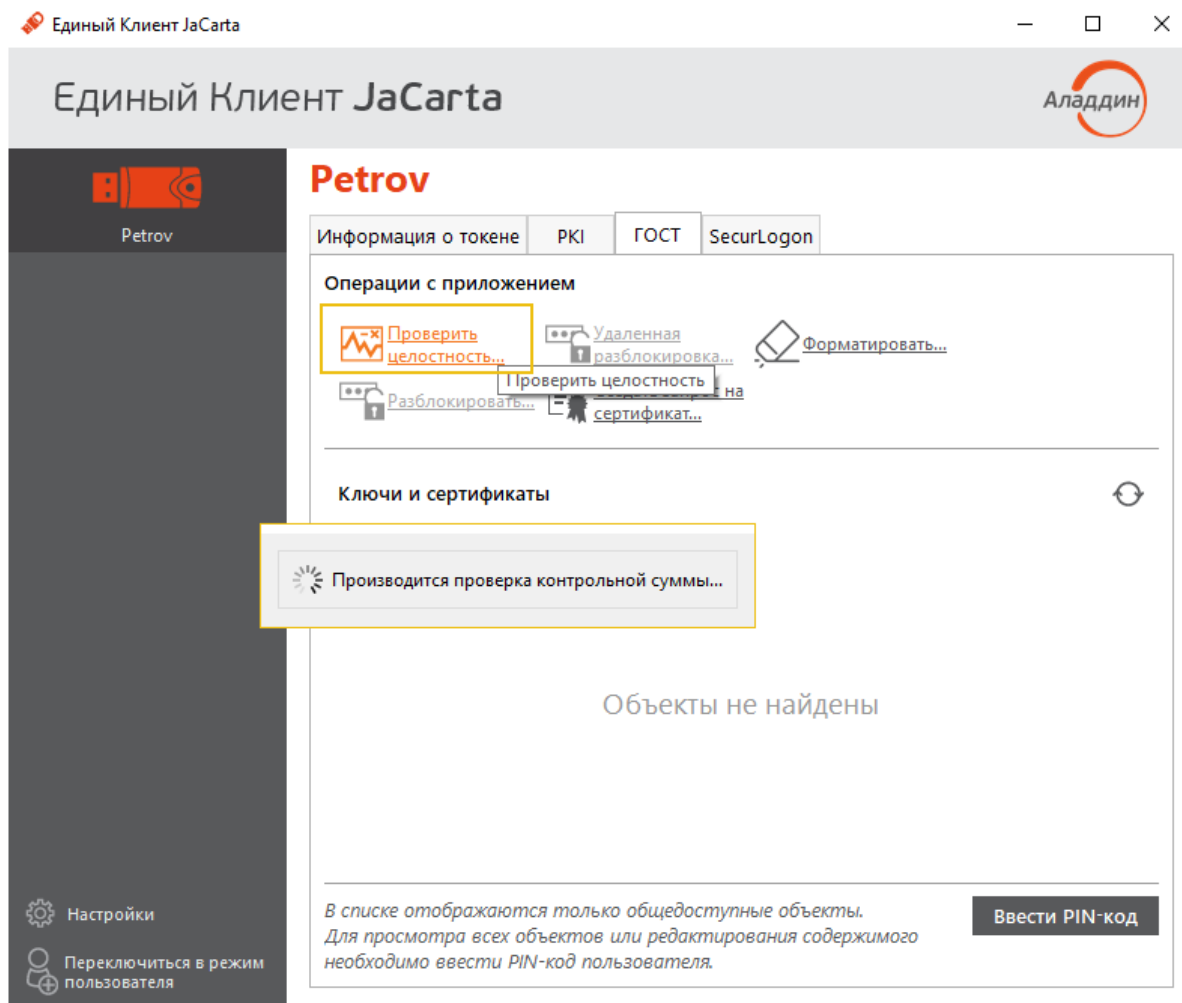 Единый Клиент JaCarta
Единый Клиент JaCarta
Аладдин
Petrov
Petrov
Информация о токене PKI ГОСТ SecurLogon
Операции с приложением
Проверить
целостность...
Удаленная
разблокировка...
Форматировать...
Проверить целостность
Разблокировать...
на
сертификат...
Ключи и сертификаты
Производится проверка контрольной суммы...
Объекты не найдены
В списке отображаются только общедоступные объекты.
Для просмотра всех объектов или редактирования содержимого
необходимо ввести PIN-код пользователя.
Ввести PIN-код
Настройки
Переключиться в режим
пользователя